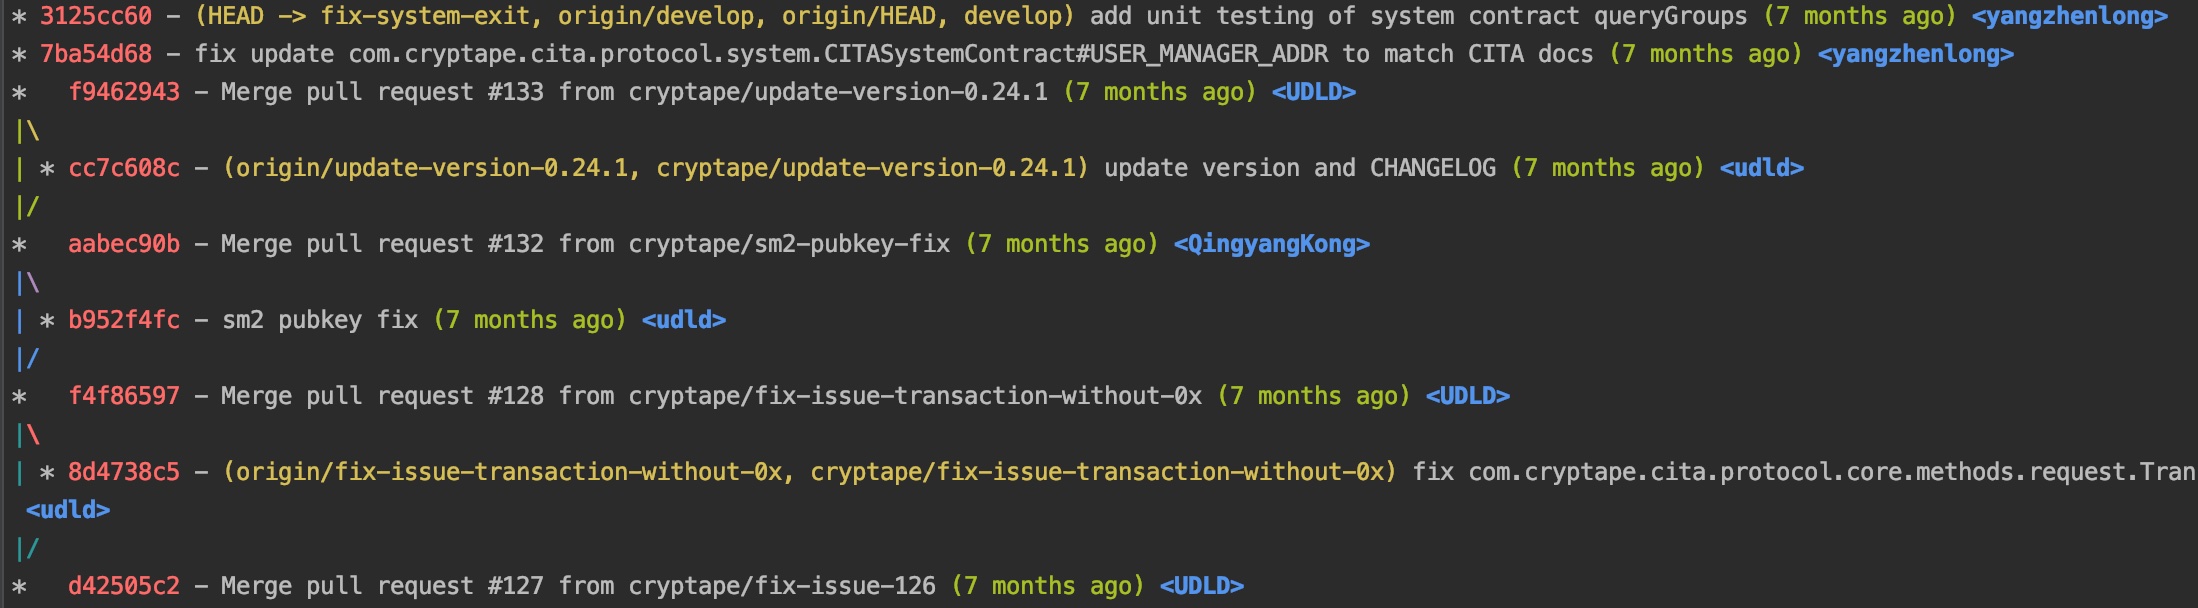 * 3125cc60 - (HEAD -> fix-system-exit, origin/develop, origin/HEAD, develop) add unit testing of system contract queryGroups (7 months ago) <yangzhenlong>
* 7ba54d68 - fix update com.cryptape.cita.protocol.system.CITASystemContract#USER_MANAGER_ADDR to match CITA docs (7 months ago) <yangzhenlong>
*   f9462943 - Merge pull request #133 from cryptape/update-version-0.24.1 (7 months ago) <UDLD>
|\
| * cc7c608c - (origin/update-version-0.24.1, cryptape/update-version-0.24.1) update version and CHANGELOG (7 months ago) <udld>
|/
*   aabec90b - Merge pull request #132 from cryptape/sm2-pubkey-fix (7 months ago) <QingyangKong>
|\
| * b952f4fc - sm2 pubkey fix (7 months ago) <udld>
|/
*   f4f86597 - Merge pull request #128 from cryptape/fix-issue-transaction-without-0x (7 months ago) <UDLD>
|\
| * 8d4738c5 - (origin/fix-issue-transaction-without-0x, cryptape/fix-issue-transaction-without-0x) fix com.cryptape.cita.protocol.core.methods.request.Tran
<udld>
|/
*   d42505c2 - Merge pull request #127 from cryptape/fix-issue-126 (7 months ago) <UDLD>